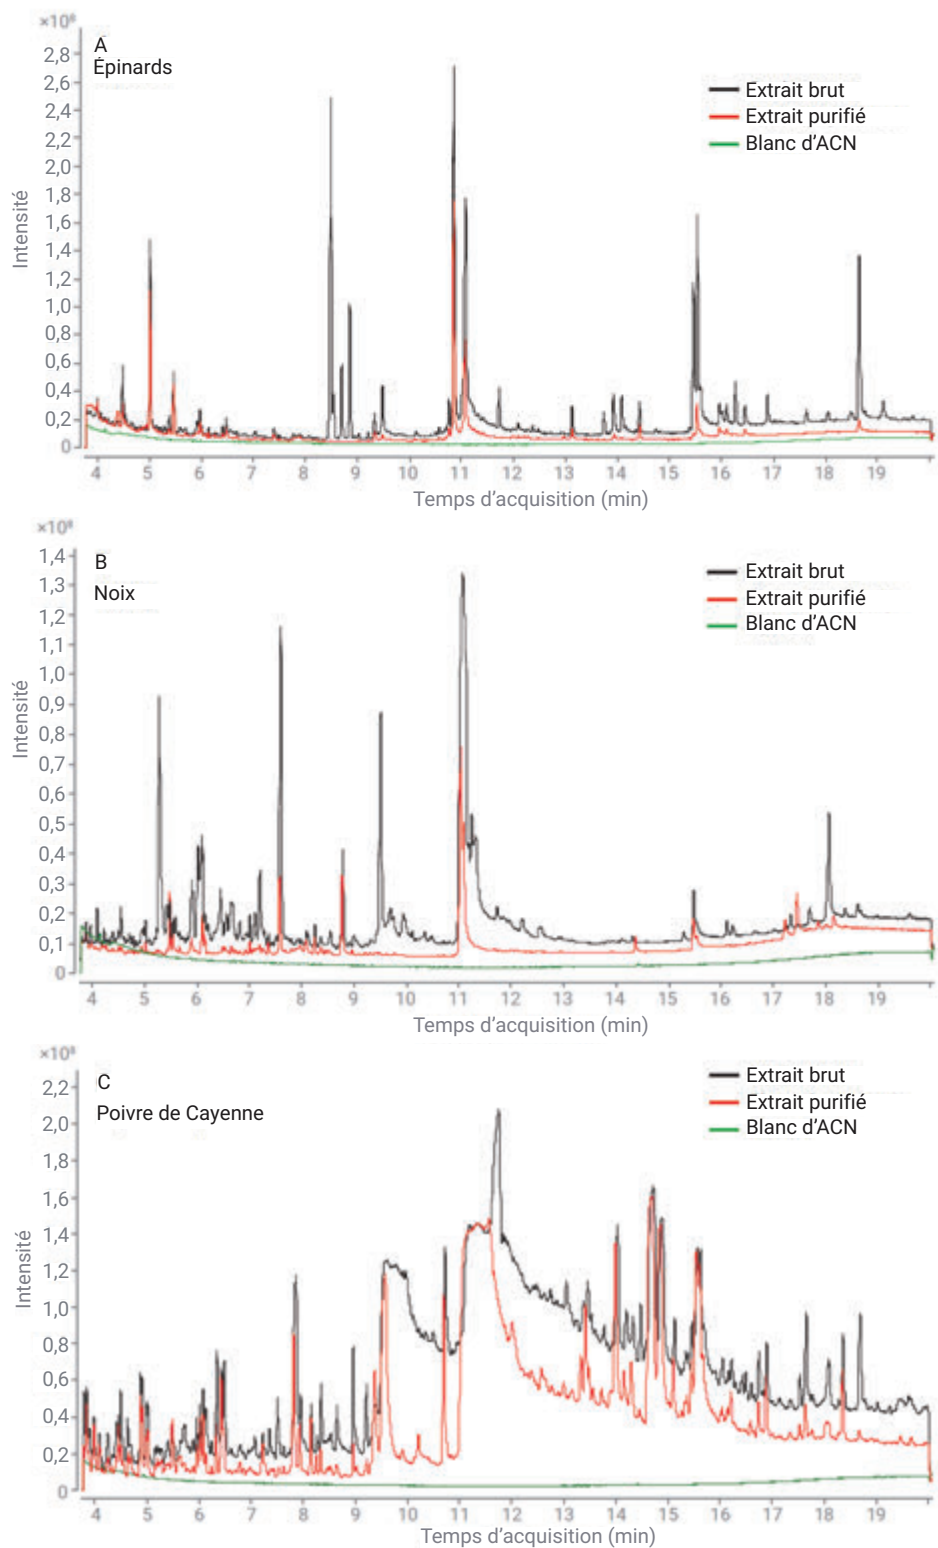 ×10⁸
A
Épinards
2,8
2,6
2,4
2,2
2,0
1,8
1,6
1,4
1,2
1,0
0,8
0,6
0,4
0,2
0
Intensité
Extrait brut
Extrait purifié
Blanc d’ACN
4 5 6 7 8 9 10 11 12 13 14 15 16 17 18 19
Temps d’acquisition (min)
×10⁸
B
Noix
1,4
1,3
1,2
1,1
1,0
0,9
0,8
0,7
0,6
0,5
0,4
0,3
0,2
0,1
0
Intensité
Extrait brut
Extrait purifié
Blanc d’ACN
4 5 6 7 8 9 10 11 12 13 14 15 16 17 18 19
Temps d’acquisition (min)
×10⁸
C
Poivre de Cayenne
2,2
2,0
1,8
1,6
1,4
1,2
1,0
0,8
0,6
0,4
0,2
0
Intensité
Extrait brut
Extrait purifié
Blanc d’ACN
4 5 6 7 8 9 10 11 12 13 14 15 16 17 18 19
Temps d’acquisition (min)